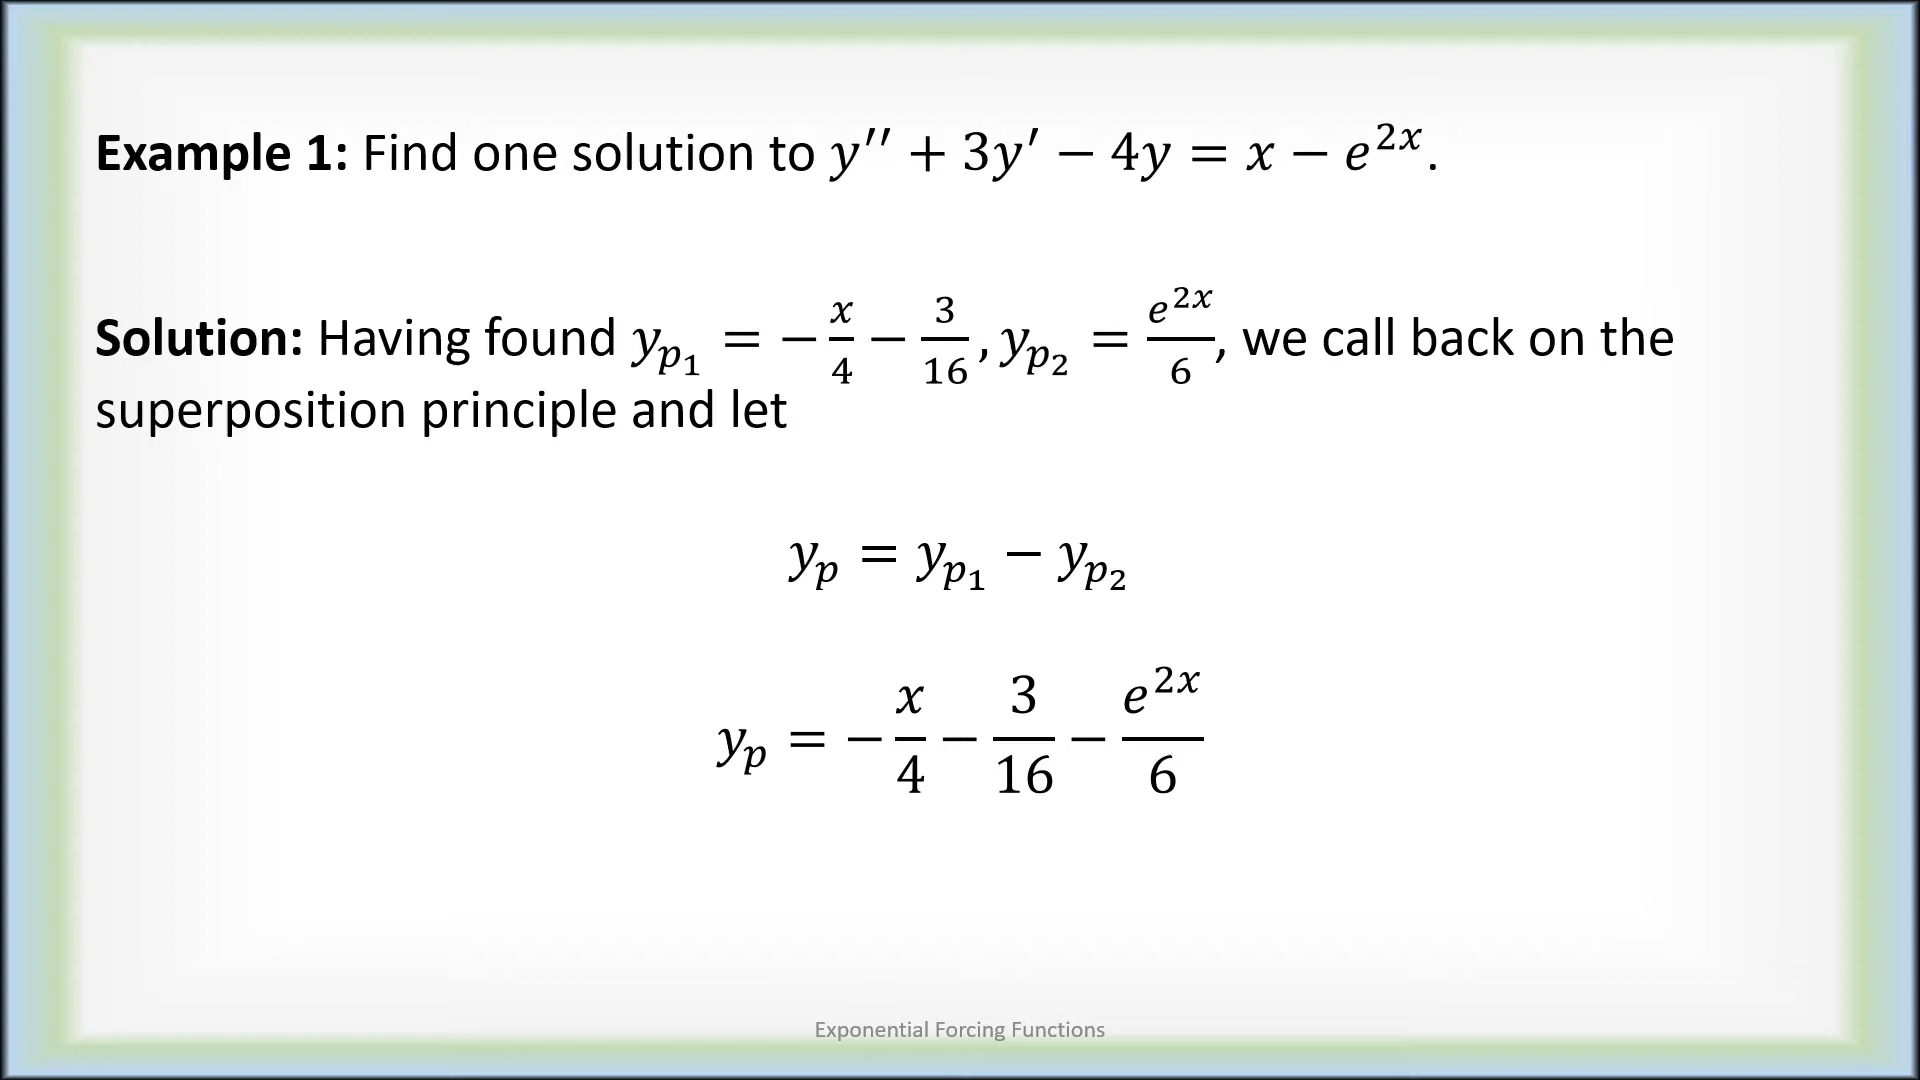 Example 1: Find one solution to y′′ + 3y′ − 4y = x − e^{2x}.
Solution: Having found y_{p_1} = −x/4 − 3/16, y_{p_2} = e^{2x}/6, we call back on the
superposition principle and let
y_p = y_{p_1} − y_{p_2}
y_p = −x/4 − 3/16 − e^{2x}/6
Exponential Forcing Functions